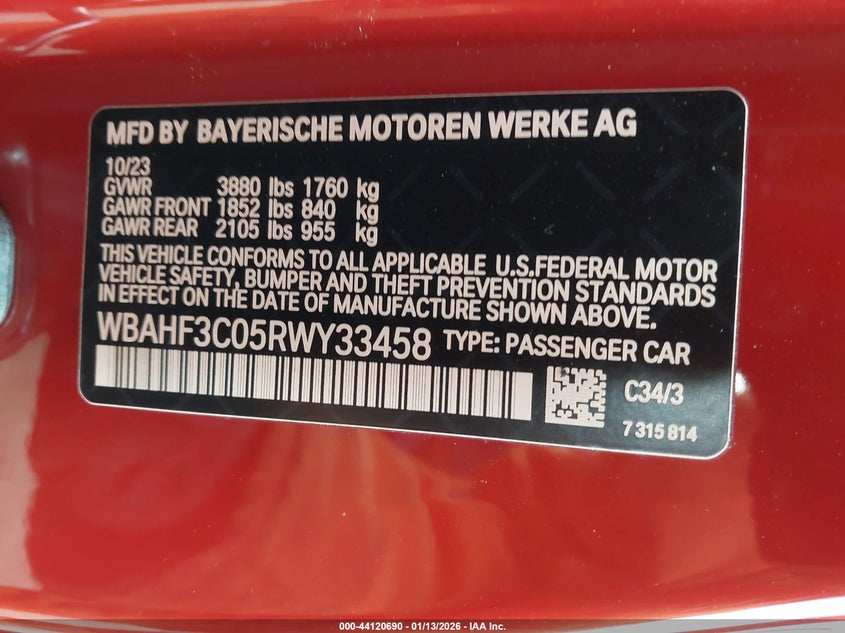 MFD BY BAYERISCHE MOTOREN WERKE AG
10/23
GVWR 3880 lbs 1760 kg
GAWR FRONT 1852 lbs 840 kg
GAWR REAR 2105 lbs 955 kg
THIS VEHICLE CONFORMS TO ALL APPLICABLE U.S.FEDERAL MOTOR
VEHICLE SAFETY, BUMPER AND THEFT PREVENTION STANDARDS
IN EFFECT ON THE DATE OF MANUFACTURE SHOWN ABOVE.
WBAHF3C05RWY33458 TYPE: PASSENGER CAR
C34/3
7 315 814
000-44120690 - 01/13/2026 - IAA Inc.